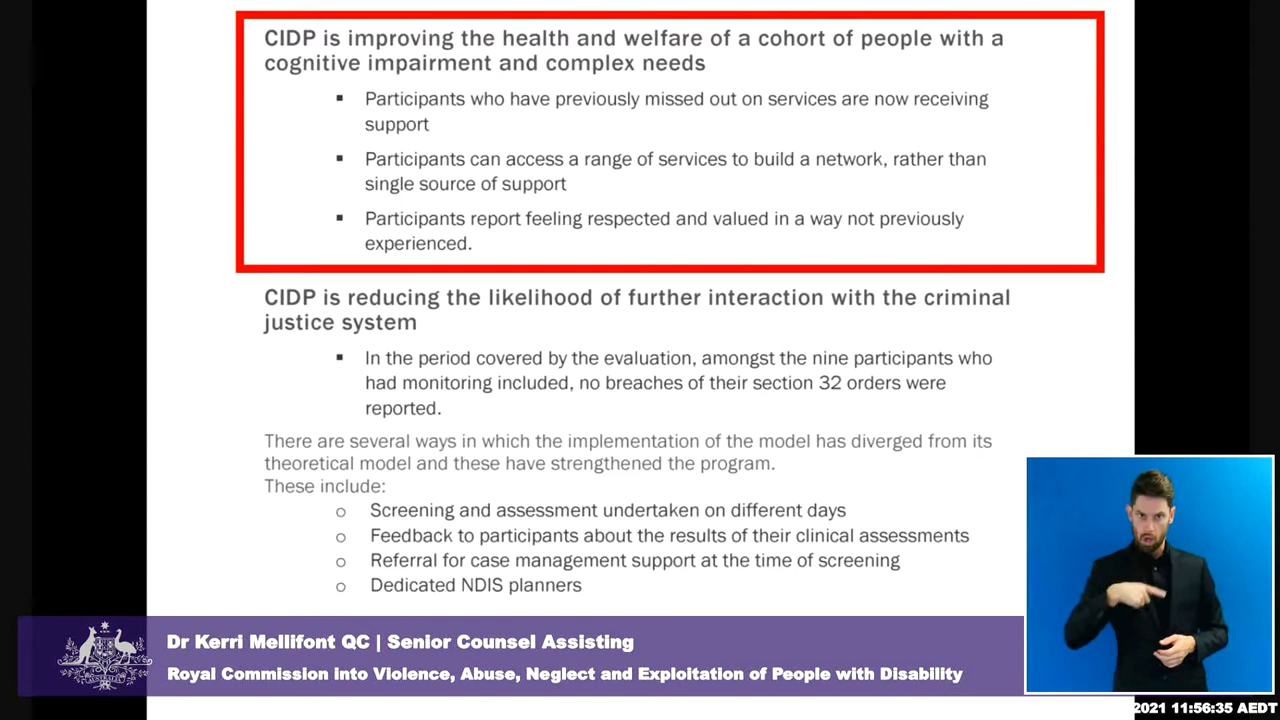 CIDP is improving the health and welfare of a cohort of people with a
cognitive impairment and complex needs
▪ Participants who have previously missed out on services are now receiving
support
▪ Participants can access a range of services to build a network, rather than
single source of support
▪ Participants report feeling respected and valued in a way not previously
experienced.
CIDP is reducing the likelihood of further interaction with the criminal
justice system
▪ In the period covered by the evaluation, amongst the nine participants who
had monitoring included, no breaches of their section 32 orders were
reported.
There are several ways in which the implementation of the model has diverged from its
theoretical model and these have strengthened the program.
These include:
o Screening and assessment undertaken on different days
o Feedback to participants about the results of their clinical assessments
o Referral for case management support at the time of screening
o Dedicated NDIS planners
Dr Kerri Mellifont QC | Senior Counsel Assisting
Royal Commission into Violence, Abuse, Neglect and Exploitation of People with Disability
2021 11:56:35 AEDT